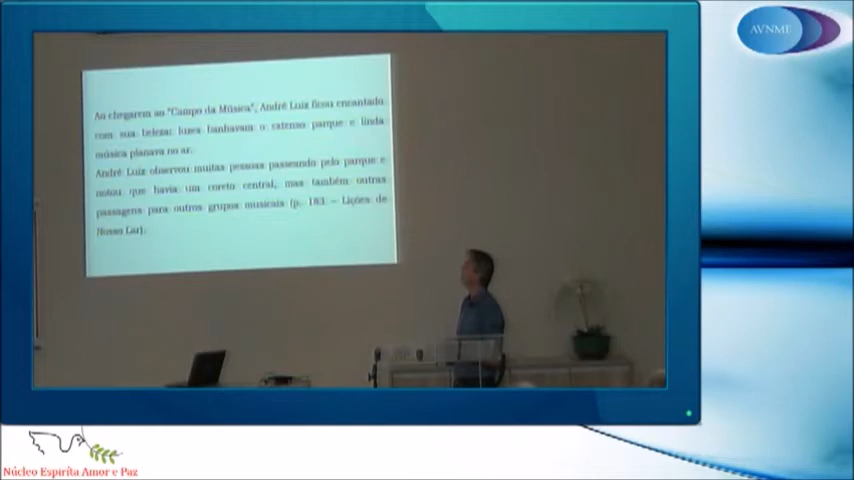 AVNME
Ao chegarem ao "Campo da Música", André Luiz ficou encantado
com sua beleza: luzes banhavam o extenso parque e linda
música planava no ar.
André Luiz observou muitas pessoas passeando pelo parque e
notou que havia um coreto central, mas também outras
passagens para outros grupos musicais (p. 183 – Lições de
Nosso Lar).
Núcleo Espírita Amor e Paz